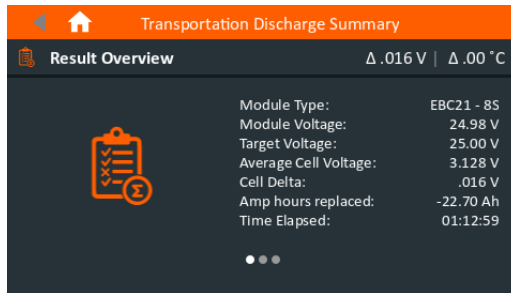 Transportation Discharge Summary
Result Overview Δ .016 V | Δ .00 °C
Module Type: EBC21 - 8S
Module Voltage: 24.98 V
Target Voltage: 25.00 V
Average Cell Voltage: 3.128 V
Cell Delta: .016 V
Amp hours replaced: -22.70 Ah
Time Elapsed: 01:12:59
Σ